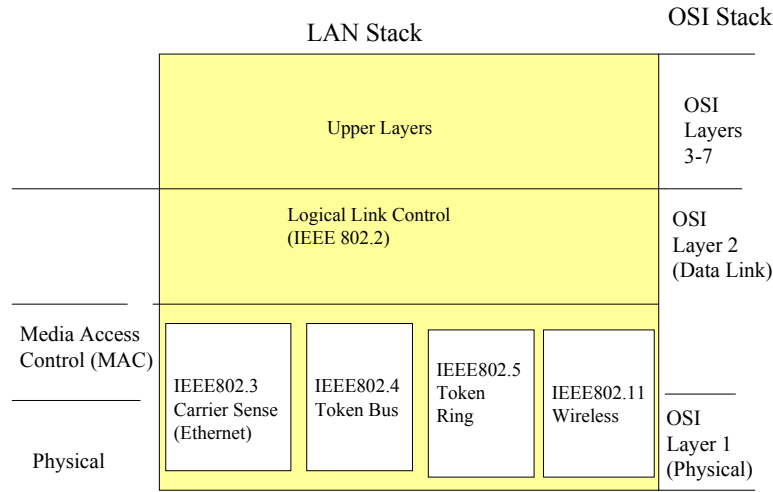 LAN Stack
OSI Stack
Upper Layers
OSI
Layers
3-7
Logical Link Control
(IEEE 802.2)
OSI
Layer 2
(Data Link)
Media Access
Control (MAC)
IEEE802.3
Carrier Sense
(Ethernet)
IEEE802.4
Token Bus
IEEE802.5
Token
Ring
IEEE802.11
Wireless
Physical
OSI
Layer 1
(Physical)